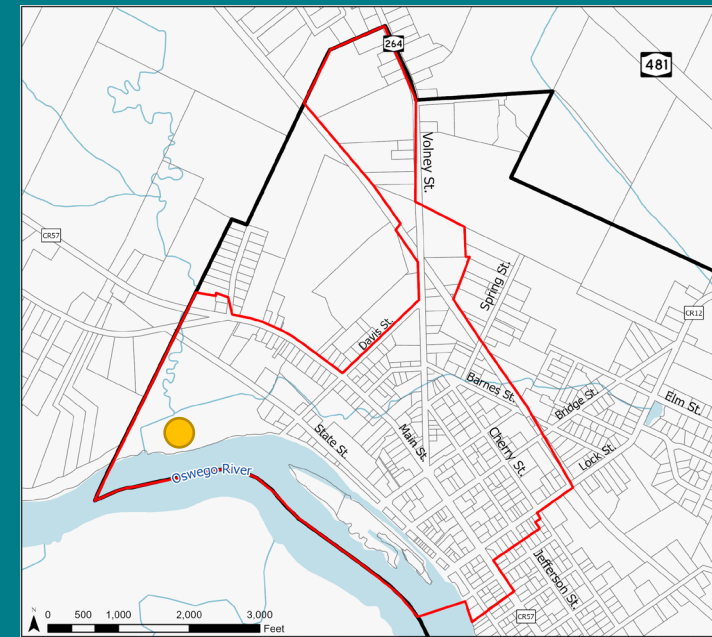 264
481
Volney St.
CR57
Spring St.
CR12
Davis St.
Barnes St.
Bridge St.
Elm St.
State St.
Main St.
Cherry St.
Lock St.
Oswego River
Jefferson St.
CR57
N
0 500 1,000 2,000 3,000
Feet